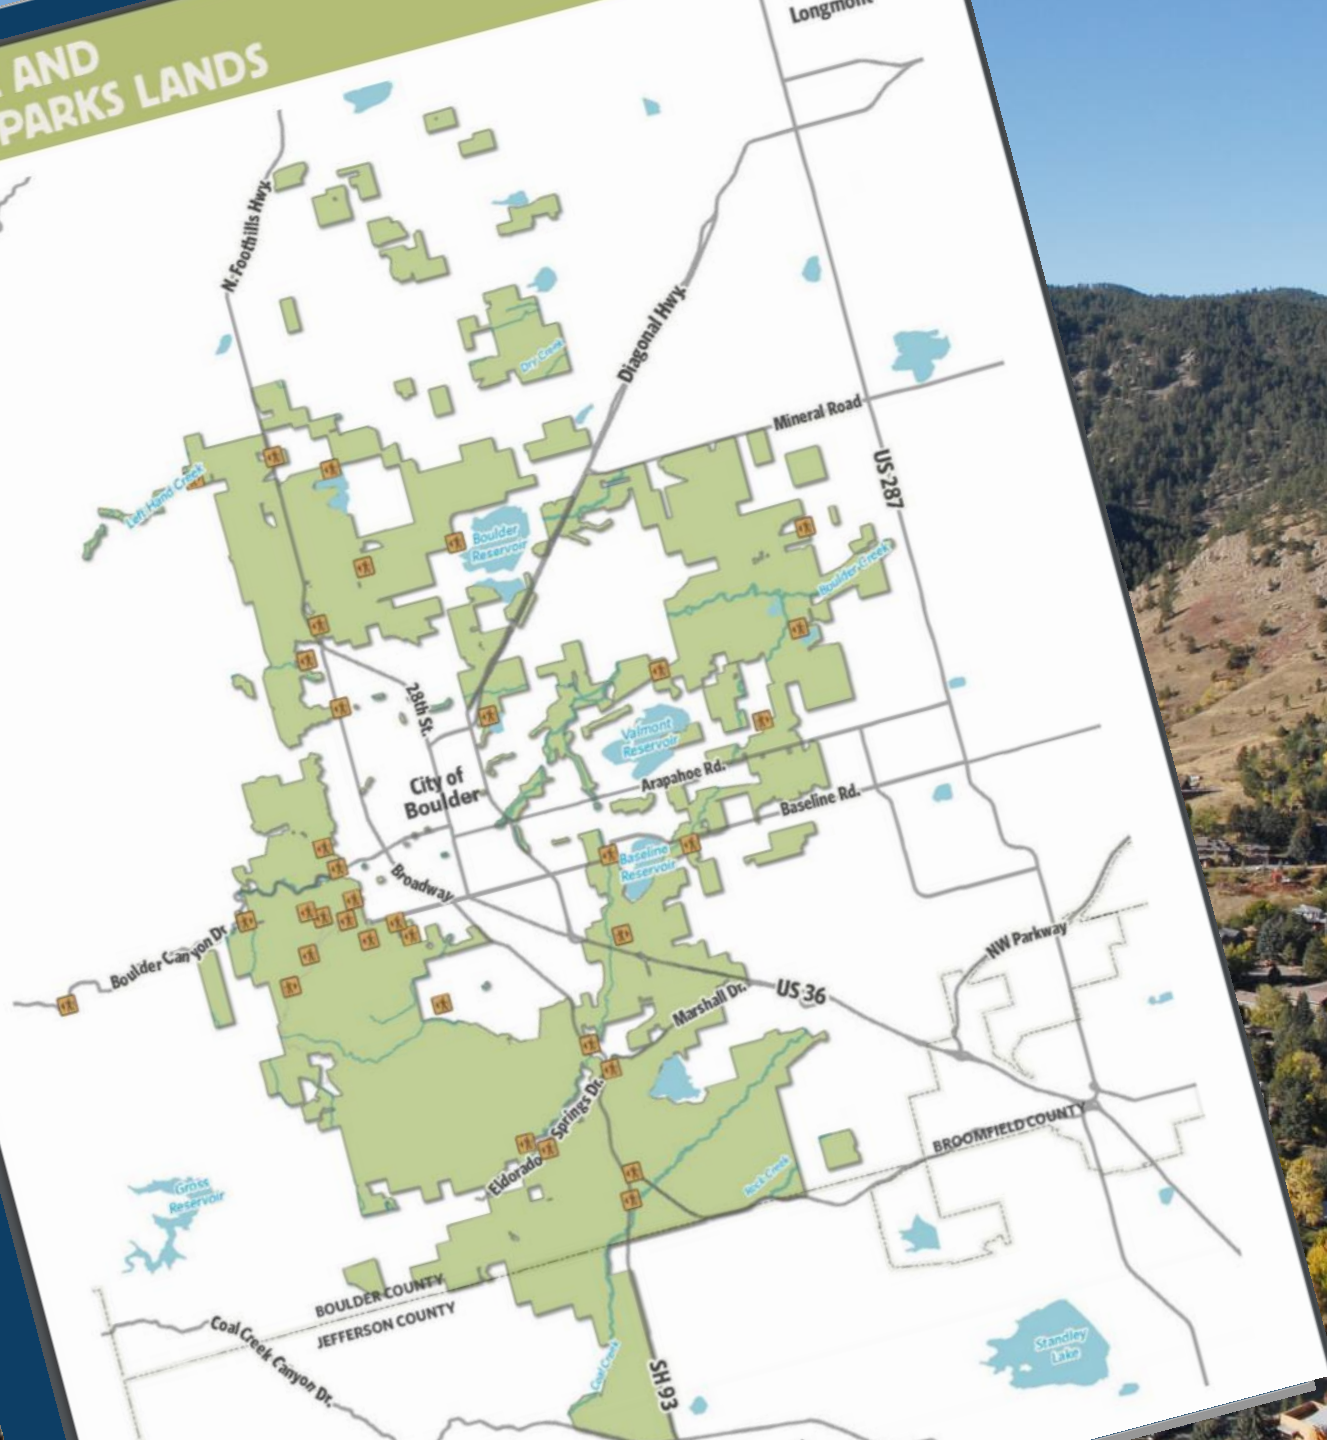 AND
PARKS LANDS
Longmont
N. Foothills Hwy.
Diagonal Hwy.
Dry Creek
Mineral Road
US 287
Left Hand Creek
Boulder
Reservoir
Boulder Creek
28th St.
Valmont
Reservoir
City of
Boulder
Arapahoe Rd.
Baseline Rd.
Baseline
Reservoir
Broadway
Boulder Canyon Dr.
NW Parkway
US 36
Marshall Dr.
Eldorado Springs Dr.
BROOMFIELD COUNTY
Rock Creek
Gross
Reservoir
BOULDER COUNTY
JEFFERSON COUNTY
Coal Creek Canyon Dr.
Coal Creek
SH 93
Standley
Lake